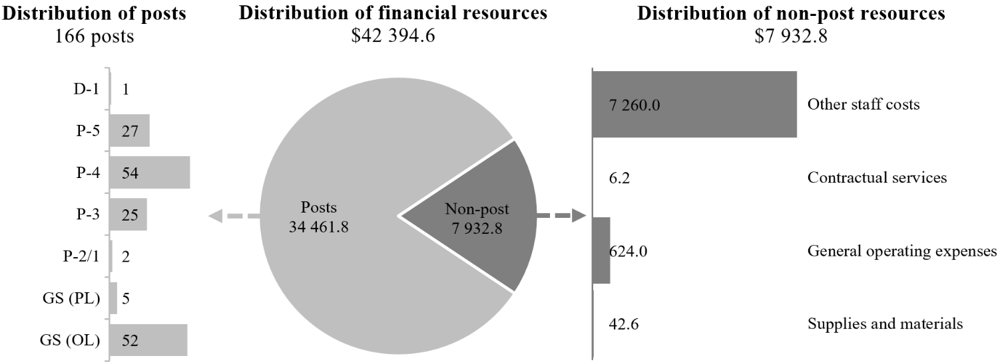 Distribution of posts
166 posts
D-1 1
P-5 27
P-4 54
P-3 25
P-2/1 2
GS (PL) 5
GS (OL) 52
Distribution of financial resources
$42 394.6
Posts
34 461.8
Non-post
7 932.8
Distribution of non-post resources
$7 932.8
7 260.0 Other staff costs
6.2 Contractual services
624.0 General operating expenses
42.6 Supplies and materials